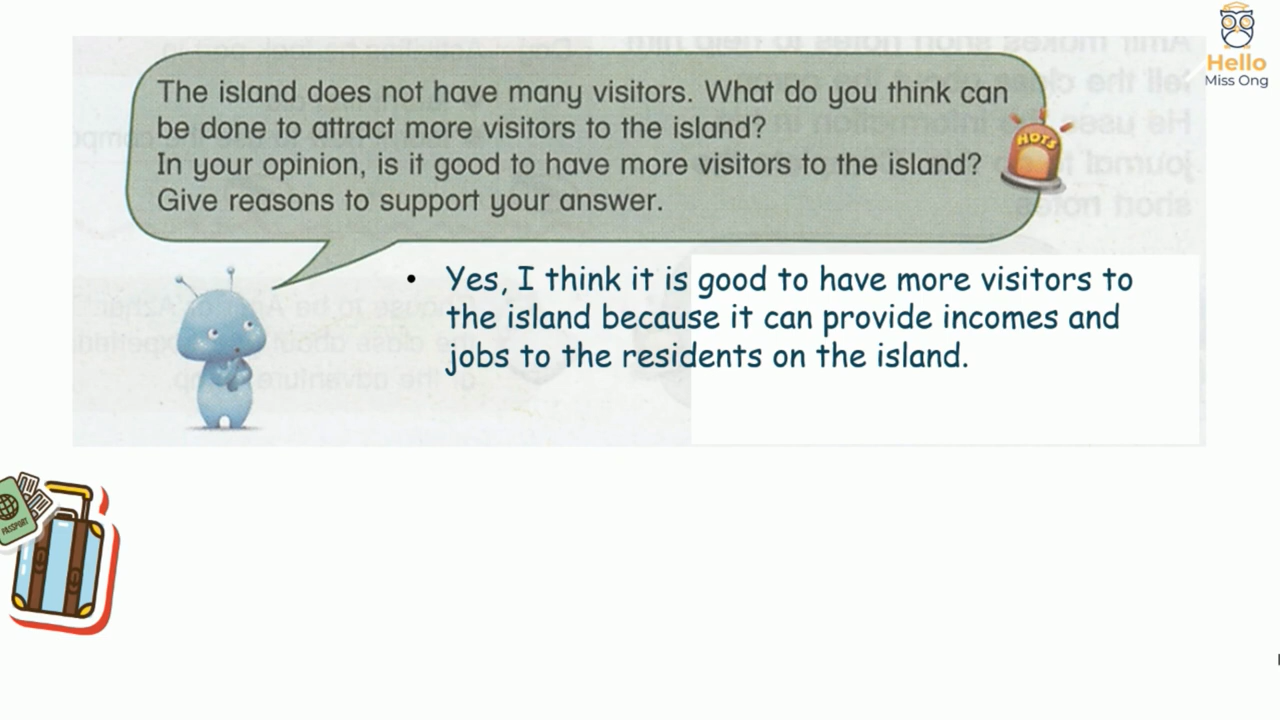 Hello
Miss Ong
The island does not have many visitors. What do you think can
be done to attract more visitors to the island?
In your opinion, is it good to have more visitors to the island?
Give reasons to support your answer.
HOTS
• Yes, I think it is good to have more visitors to
the island because it can provide incomes and
jobs to the residents on the island.
PASSPORT